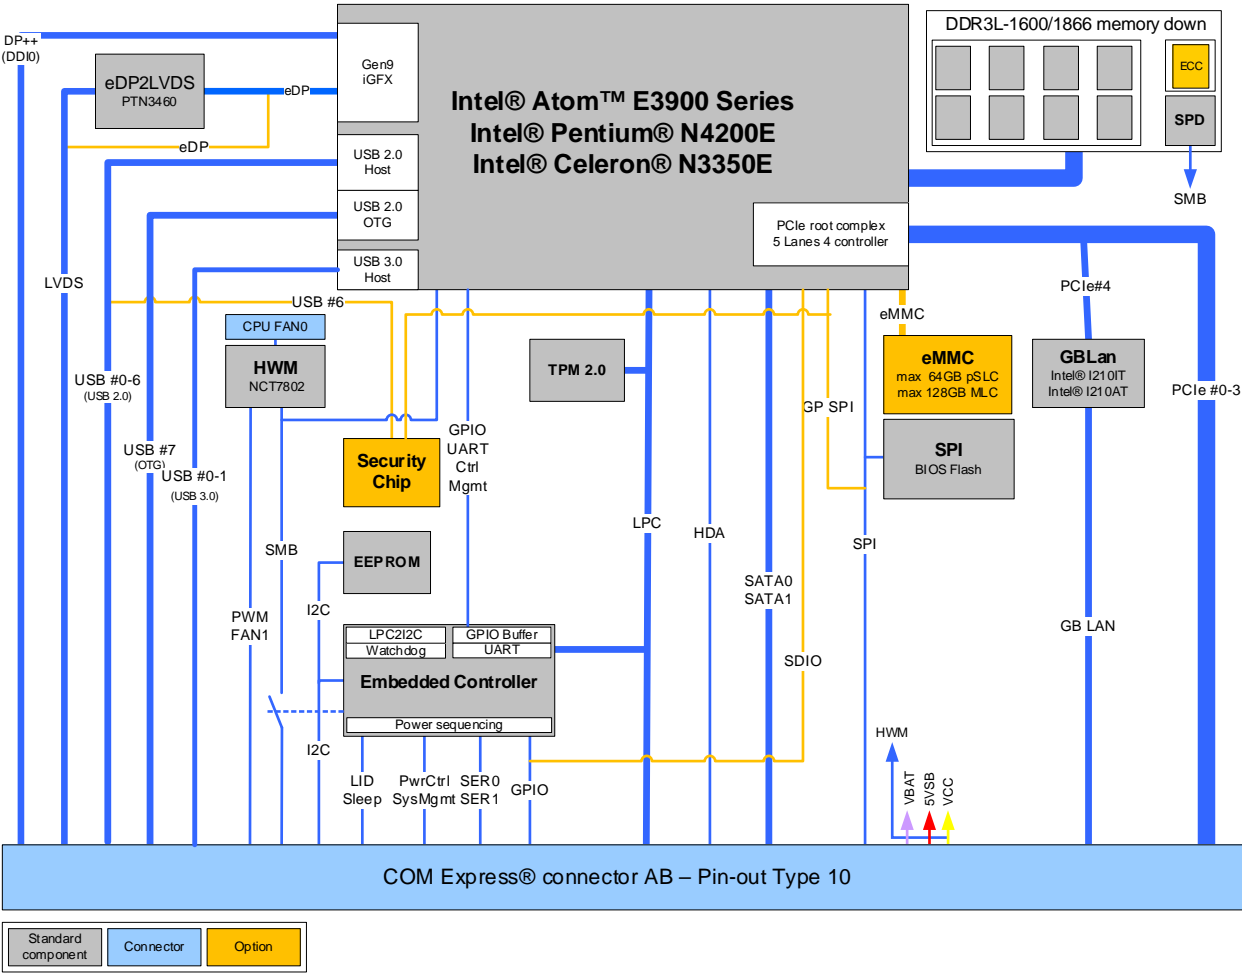 DP++
(DDI0)
eDP2LVDS
PTN3460
eDP
eDP
Gen9
iGFX
USB 2.0
Host
USB 2.0
OTG
USB 3.0
Host
Intel® Atom™ E3900 Series
Intel® Pentium® N4200E
Intel® Celeron® N3350E
PCIe root complex
5 Lanes 4 controller
DDR3L-1600/1866 memory down
ECC
SPD
SMB
LVDS
USB #6
CPU FAN0
HWM
NCT7802
TPM 2.0
eMMC
eMMC
max 64GB pSLC
max 128GB MLC
PCIe#4
GBLan
Intel® I210IT
Intel® I210AT
PCIe #0-3
USB #0-6
(USB 2.0)
USB #7
(OTG)
USB #0-1
(USB 3.0)
GPIO
UART
Ctrl
Mgmt
GP SPI
SPI
BIOS Flash
Security
Chip
SMB
EEPROM
I2C
LPC
HDA
SPI
SATA0
SATA1
PWM
FAN1
GB LAN
LPC2I2C
Watchdog
GPIO Buffer
UART
Embedded Controller
Power sequencing
SDIO
I2C
LID
Sleep
PwrCtrl
SysMgmt
SER0
SER1
GPIO
HWM
VBAT
5VSB
VCC
COM Express® connector AB – Pin-out Type 10
Standard
component
Connector
Option